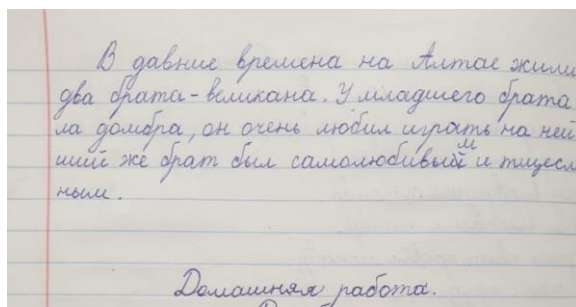 В давние времена на Алтае жили
два брата-великана. У младшего брата
ла домбра, он очень любил играть на ней
ший же брат был самолюбивыйм и тщесл
ным.
Домашняя работа.